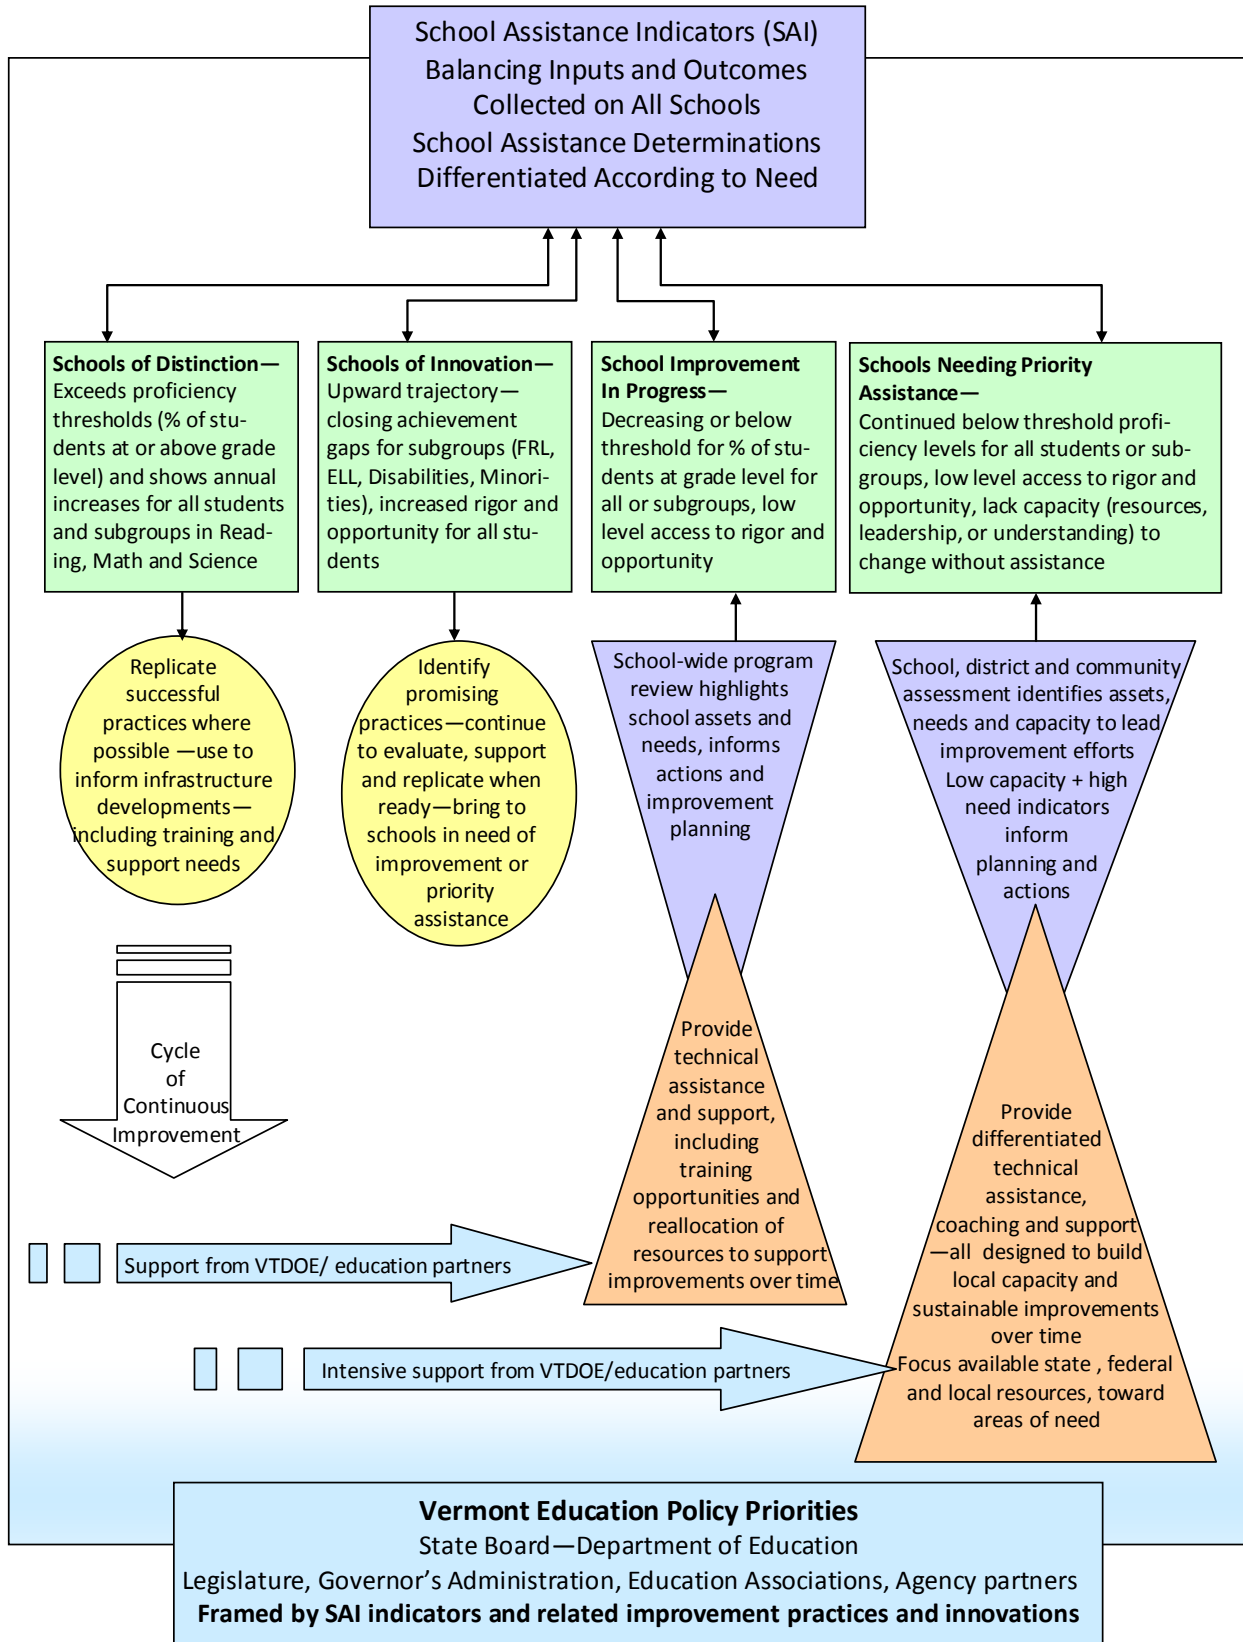 School Assistance Indicators (SAI)
Balancing Inputs and Outcomes
Collected on All Schools
School Assistance Determinations
Differentiated According to Need
Schools of Distinction—
Exceeds proficiency
thresholds (% of stu-
dents at or above grade
level) and shows annual
increases for all students
and subgroups in Read-
ing, Math and Science
Schools of Innovation—
Upward trajectory—
closing achievement
gaps for subgroups (FRL,
ELL, Disabilities, Minori-
ties), increased rigor and
opportunity for all stu-
dents
School Improvement
In Progress—
Decreasing or below
threshold for % of stu-
dents at grade level for
all or subgroups, low
level access to rigor and
opportunity
Schools Needing Priority
Assistance—
Continued below threshold profi-
ciency levels for all students or sub-
groups, low level access to rigor and
opportunity, lack capacity (resources,
leadership, or understanding) to
change without assistance
Replicate
successful
practices where
possible —use to
inform infrastructure
developments—
including training and
support needs
Identify
promising
practices—continue
to evaluate, support
and replicate when
ready—bring to
schools in need of
improvement or
priority
assistance
School-wide program
review highlights
school assets and
needs, informs
actions and
improvement
planning
School, district and community
assessment identifies assets,
needs and capacity to lead
improvement efforts
Low capacity + high
need indicators
inform
planning and
actions
Cycle
of
Continuous
Improvement
Provide
technical
assistance
and support,
including
training
opportunities and
reallocation of
resources to support
improvements over time
Provide
differentiated
technical
assistance,
coaching and support
—all designed to build
local capacity and
sustainable improvements
over time
Focus available state , federal
and local resources, toward
areas of need
Support from VTDOE/ education partners
Intensive support from VTDOE/education partners
Vermont Education Policy Priorities
State Board—Department of Education
Legislature, Governor's Administration, Education Associations, Agency partners
Framed by SAI indicators and related improvement practices and innovations